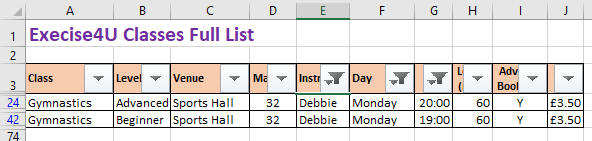 A B C D E F G H I J
1 Execise4U Classes Full List
2
3 Class Level Venue Ma Instr Day L ( Adv Bool
24 Gymnastics Advanced Sports Hall 32 Debbie Monday 20:00 60 Y £3.50
42 Gymnastics Beginner Sports Hall 32 Debbie Monday 19:00 60 Y £3.50
74